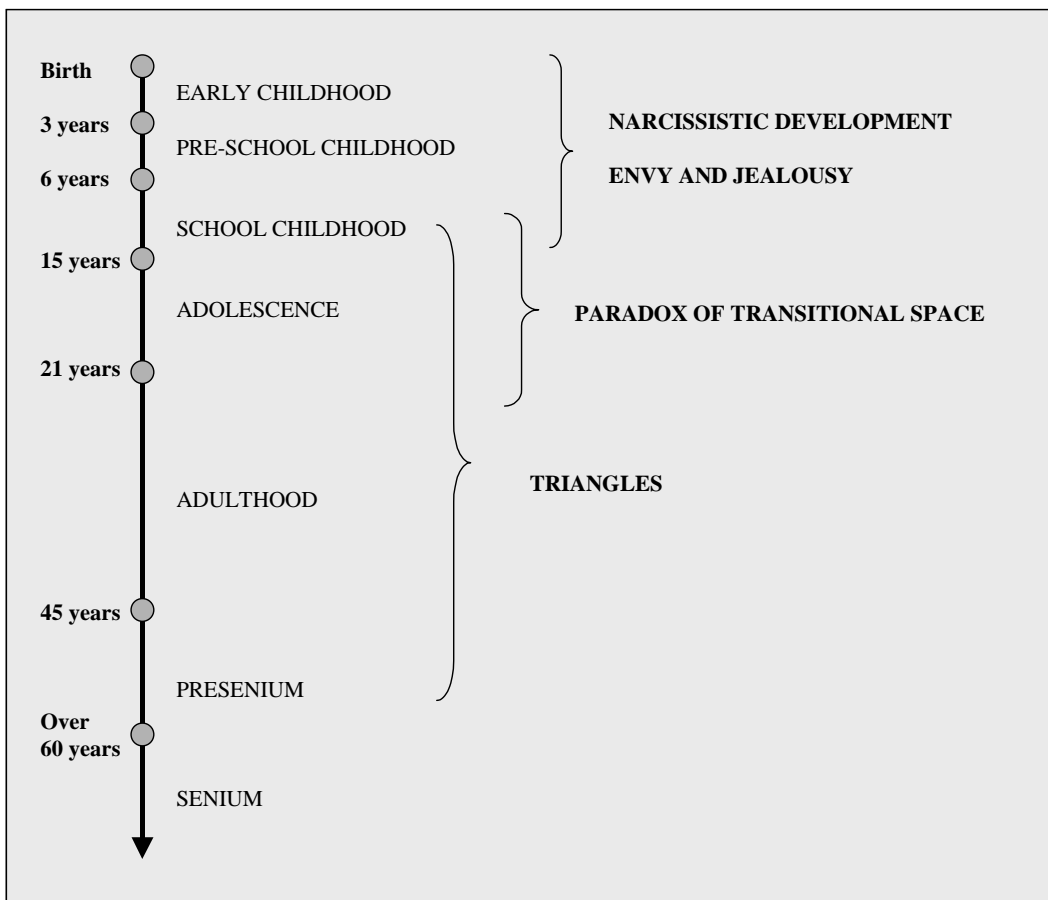 Birth
EARLY CHILDHOOD
3 years
NARCISSISTIC DEVELOPMENT
PRE-SCHOOL CHILDHOOD
6 years
ENVY AND JEALOUSY
SCHOOL CHILDHOOD
15 years
ADOLESCENCE
PARADOX OF TRANSITIONAL SPACE
21 years
TRIANGLES
ADULTHOOD
45 years
PRESENIUM
Over
60 years
SENIUM